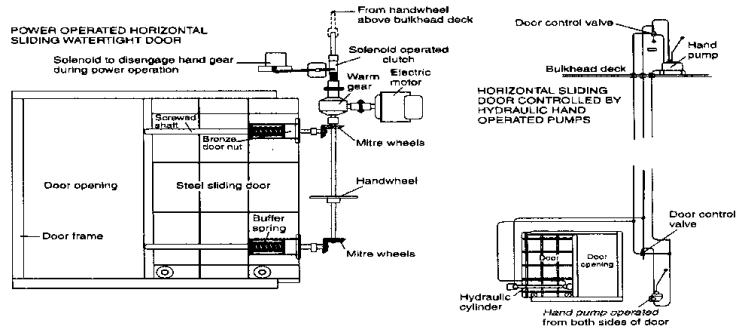 POWER OPERATED HORIZONTAL
SLIDING WATERTIGHT DOOR
From handwheel
above bulkhead deck
Solenoid operated
clutch
Solenoid to disengage hand gear
during power operation
Warm
gear
Electric
motor
Screwed
shaft
Bronze
door nut
Mitre wheels
Door opening
Steel sliding door
Handwheel
Buffer
spring
Door frame
Mitre wheels
Door control valve
Hand
pump
Bulkhead deck
HORIZONTAL SLIDING
DOOR CONTROLLED BY
HYDRAULIC HAND
OPERATED PUMPS
Door control
valve
Door
Door
opening
Hydraulic
cylinder
Hand pump operated
from both sides of door